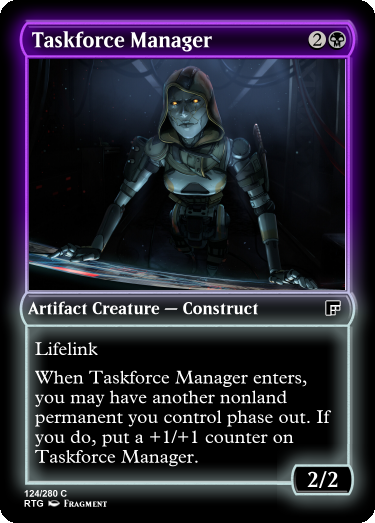 Taskforce Manager 2
Artifact Creature — Construct
Lifelink
When Taskforce Manager enters,
you may have another nonland
permanent you control phase out. If
you do, put a +1/+1 counter on
Taskforce Manager.
2/2
124/280 C
RTG FRAGMENT